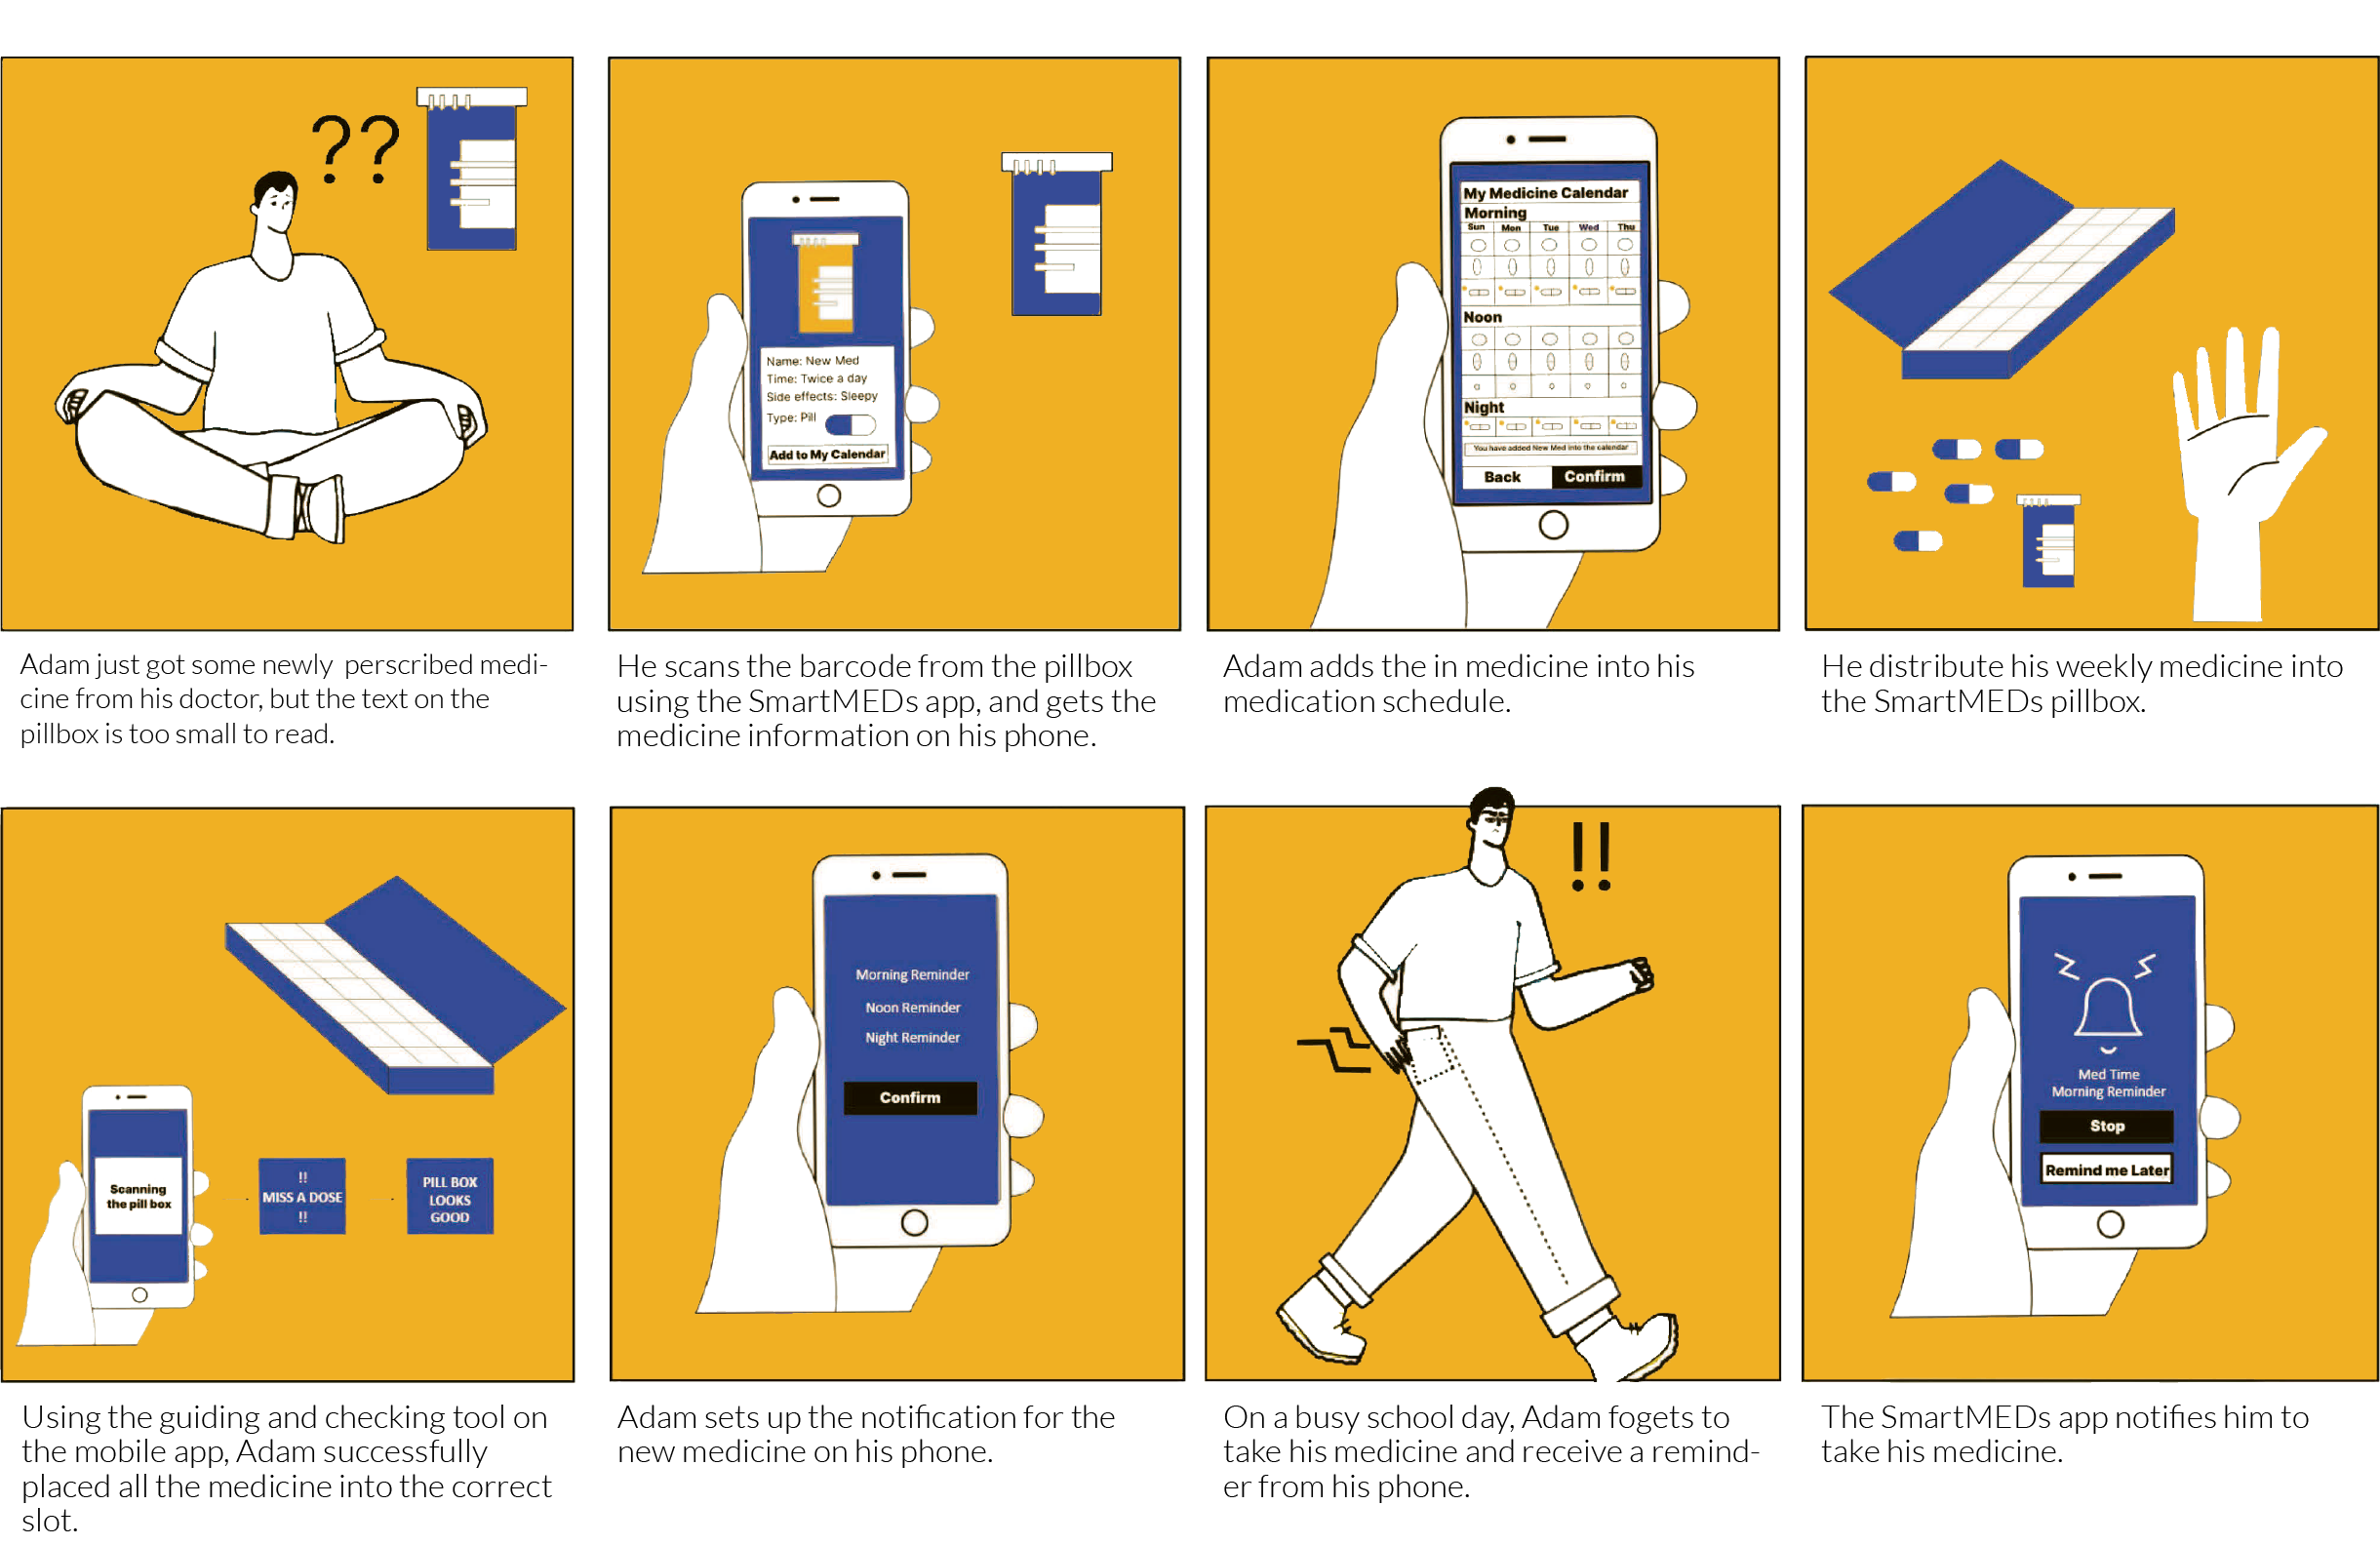 ??
Adam just got some newly perscribed medi-
cine from his doctor, but the text on the
pillbox is too small to read.
Name: New Med
Time: Twice a day
Side effects: Sleepy
Type: Pill
Add to My Calendar
He scans the barcode from the pillbox
using the SmartMEDs app, and gets the
medicine information on his phone.
My Medicine Calendar
Morning
Sun Mon Tue Wed Thu
Noon
Night
You have added New Med into the calendar
Back Confirm
Adam adds the in medicine into his
medication schedule.
He distribute his weekly medicine into
the SmartMEDs pillbox.
Scanning
the pill box
!!
MISS A DOSE
!!
PILL BOX
LOOKS
GOOD
Using the guiding and checking tool on
the mobile app, Adam successfully
placed all the medicine into the correct
slot.
Morning Reminder
Noon Reminder
Night Reminder
Confirm
Adam sets up the notification for the
new medicine on his phone.
!!
On a busy school day, Adam fogets to
take his medicine and receive a remind-
er from his phone.
Med Time
Morning Reminder
Stop
Remind me Later
The SmartMEDs app notifies him to
take his medicine.